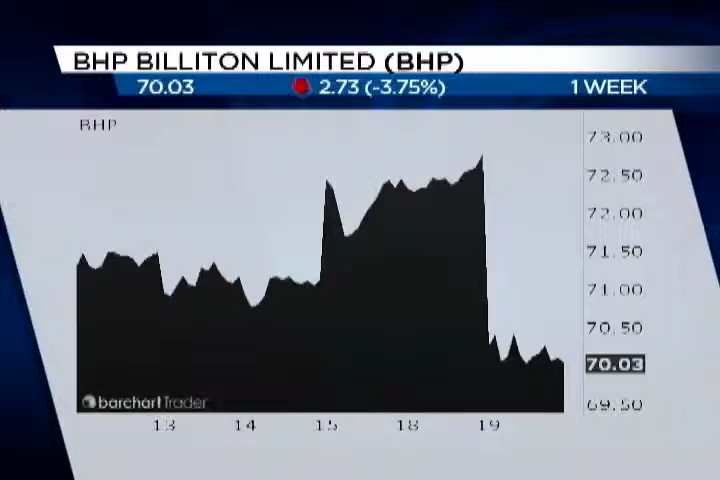 BHP BILLITON LIMITED (BHP)
70.03 2.73 (-3.75%) 1 WEEK
BHP
73.00
72.50
72.00
71.50
71.00
70.50
70.03
69.50
barchart Trader
13 14 15 18 19